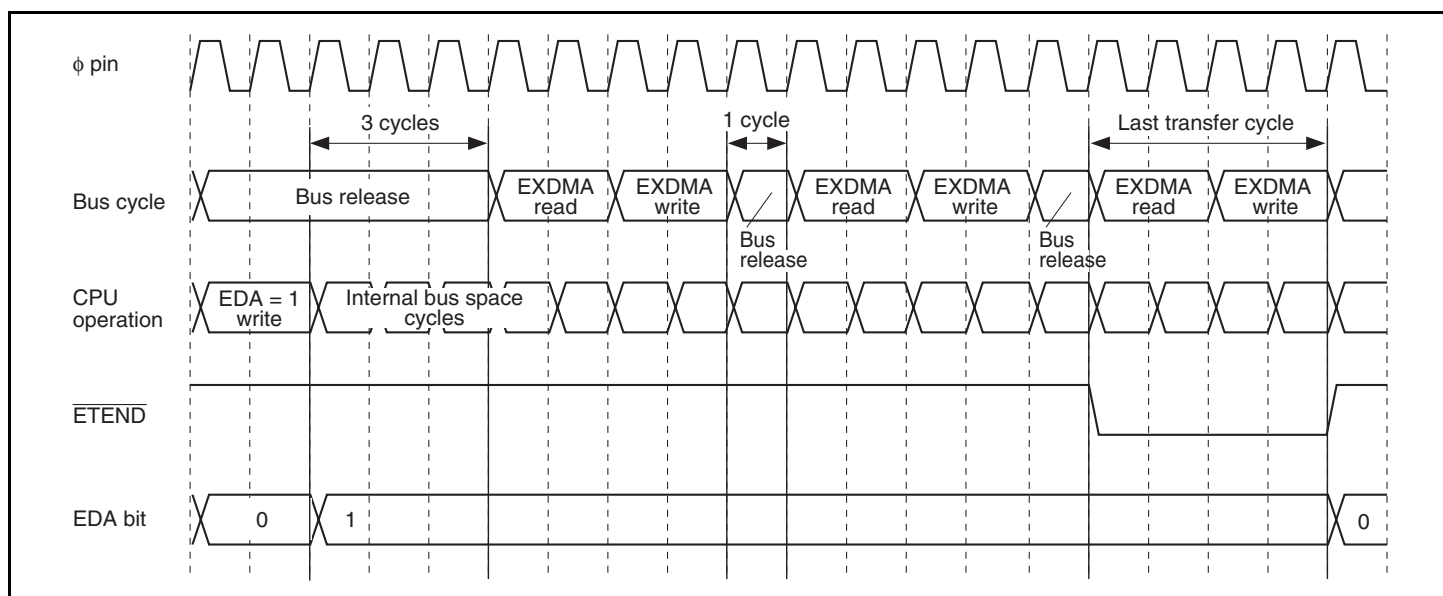 ϕ pin
3 cycles
1 cycle
Last transfer cycle
Bus cycle
Bus release
EXDMA
read
EXDMA
write
Bus
release
EXDMA
read
EXDMA
write
Bus
release
EXDMA
read
EXDMA
write
CPU
operation
EDA = 1
write
Internal bus space
cycles
ETEND
EDA bit
0
1
0